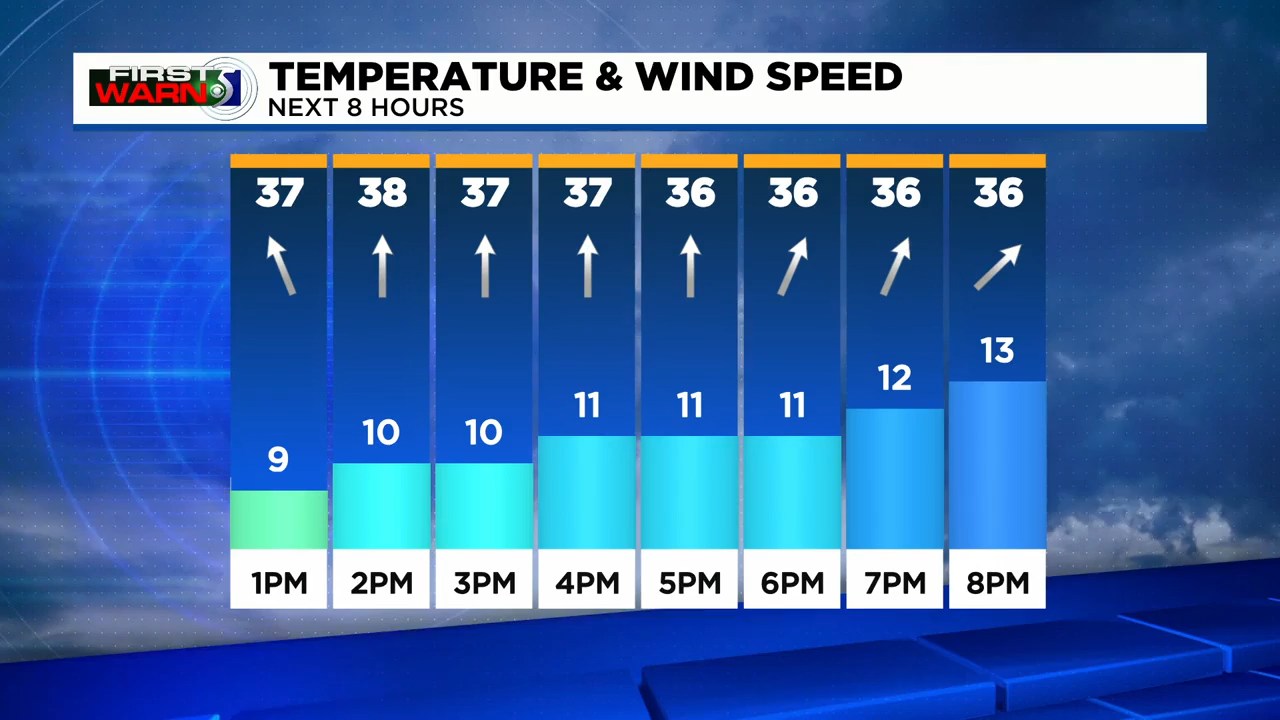 FIRST
WARN 5
TEMPERATURE & WIND SPEED
NEXT 8 HOURS
37 38 37 37 36 36 36 36
9 10 10 11 11 11 12 13
1PM 2PM 3PM 4PM 5PM 6PM 7PM 8PM